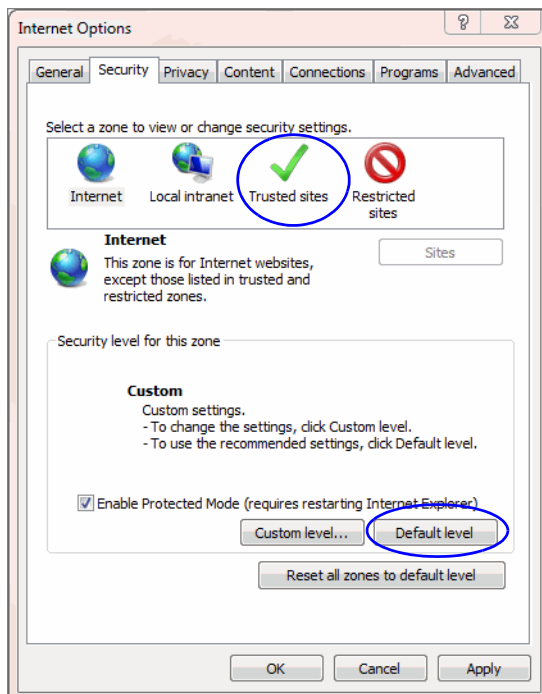 Internet Options
General Security Privacy Content Connections Programs Advanced
Select a zone to view or change security settings.
Internet Local intranet Trusted sites Restricted
sites
Internet
Sites
This zone is for Internet websites,
except those listed in trusted and
restricted zones.
Security level for this zone
Custom
Custom settings.
- To change the settings, click Custom level.
- To use the recommended settings, click Default level.
Enable Protected Mode (requires restarting Internet Explorer)
Custom level... Default level
Reset all zones to default level
OK Cancel Apply